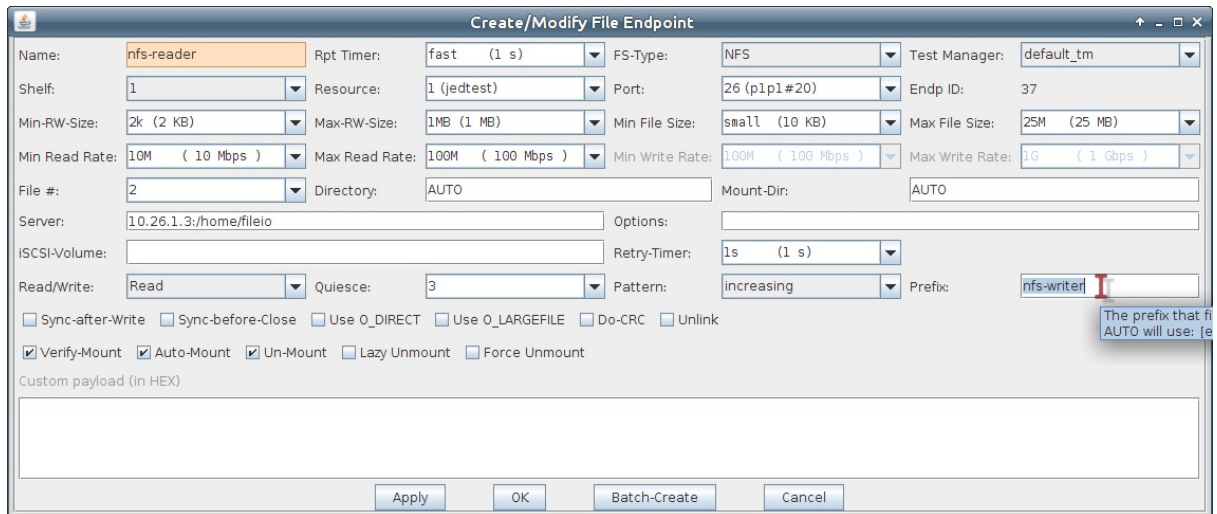 Create/Modify File Endpoint
Name: nfs-reader Rpt Timer: fast (1 s) FS-Type: NFS Test Manager: default_tm
Shelf: 1 Resource: 1 (jedtest) Port: 26 (p1p1#20) Endp ID: 37
Min-RW-Size: 2k (2 KB) Max-RW-Size: 1MB (1 MB) Min File Size: small (10 KB) Max File Size: 25M (25 MB)
Min Read Rate: 10M ( 10 Mbps ) Max Read Rate: 100M ( 100 Mbps ) Min Write Rate: 100M ( 100 Mbps ) Max Write Rate: 1G ( 1 Gbps )
File #: 2 Directory: AUTO Mount-Dir: AUTO
Server: 10.26.1.3:/home/fileio Options:
iSCSI-Volume: Retry-Timer: 1s (1 s)
Read/Write: Read Quiesce: 3 Pattern: increasing Prefix: nfs-writer
The prefix that fi
AUTO will use: [e
Sync-after-Write Sync-before-Close Use O_DIRECT Use O_LARGEFILE Do-CRC Unlink
Verify-Mount Auto-Mount Un-Mount Lazy Unmount Force Unmount
Custom payload (in HEX)
Apply OK Batch-Create Cancel